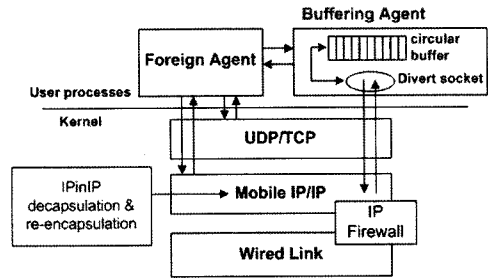 Buffering Agent
Foreign Agent
circular
buffer
Divert socket
User processes
Kernel
UDP/TCP
IPinIP
decapsulation &
re-encapsulation
Mobile IP/IP
IP
Firewall
Wired Link